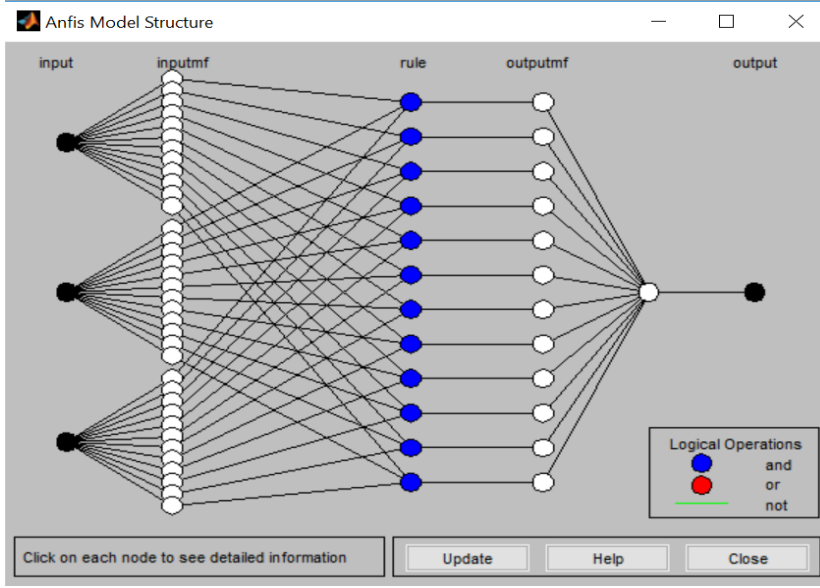 Anfis Model Structure
input inputmf rule outputmf output
Logical Operations
and
or
not
Click on each node to see detailed information
Update Help Close